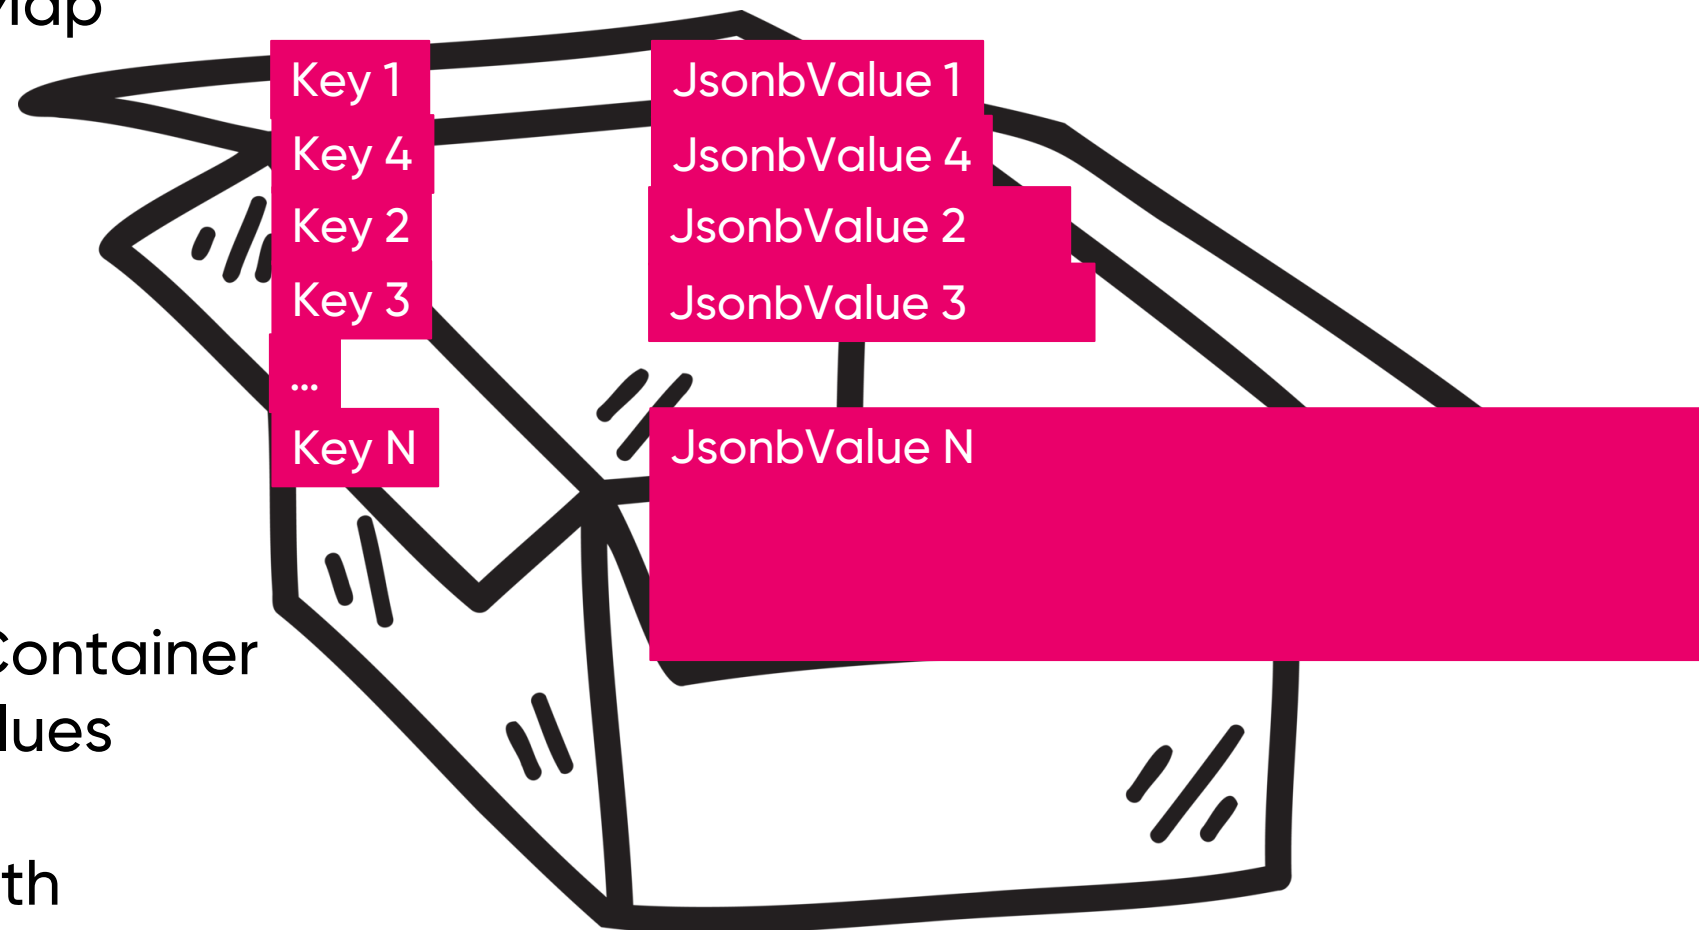 Map
Key 1 JsonbValue 1
Key 4 JsonbValue 4
Key 2 JsonbValue 2
Key 3 JsonbValue 3
...
Key N JsonbValue N
Container
lues
th